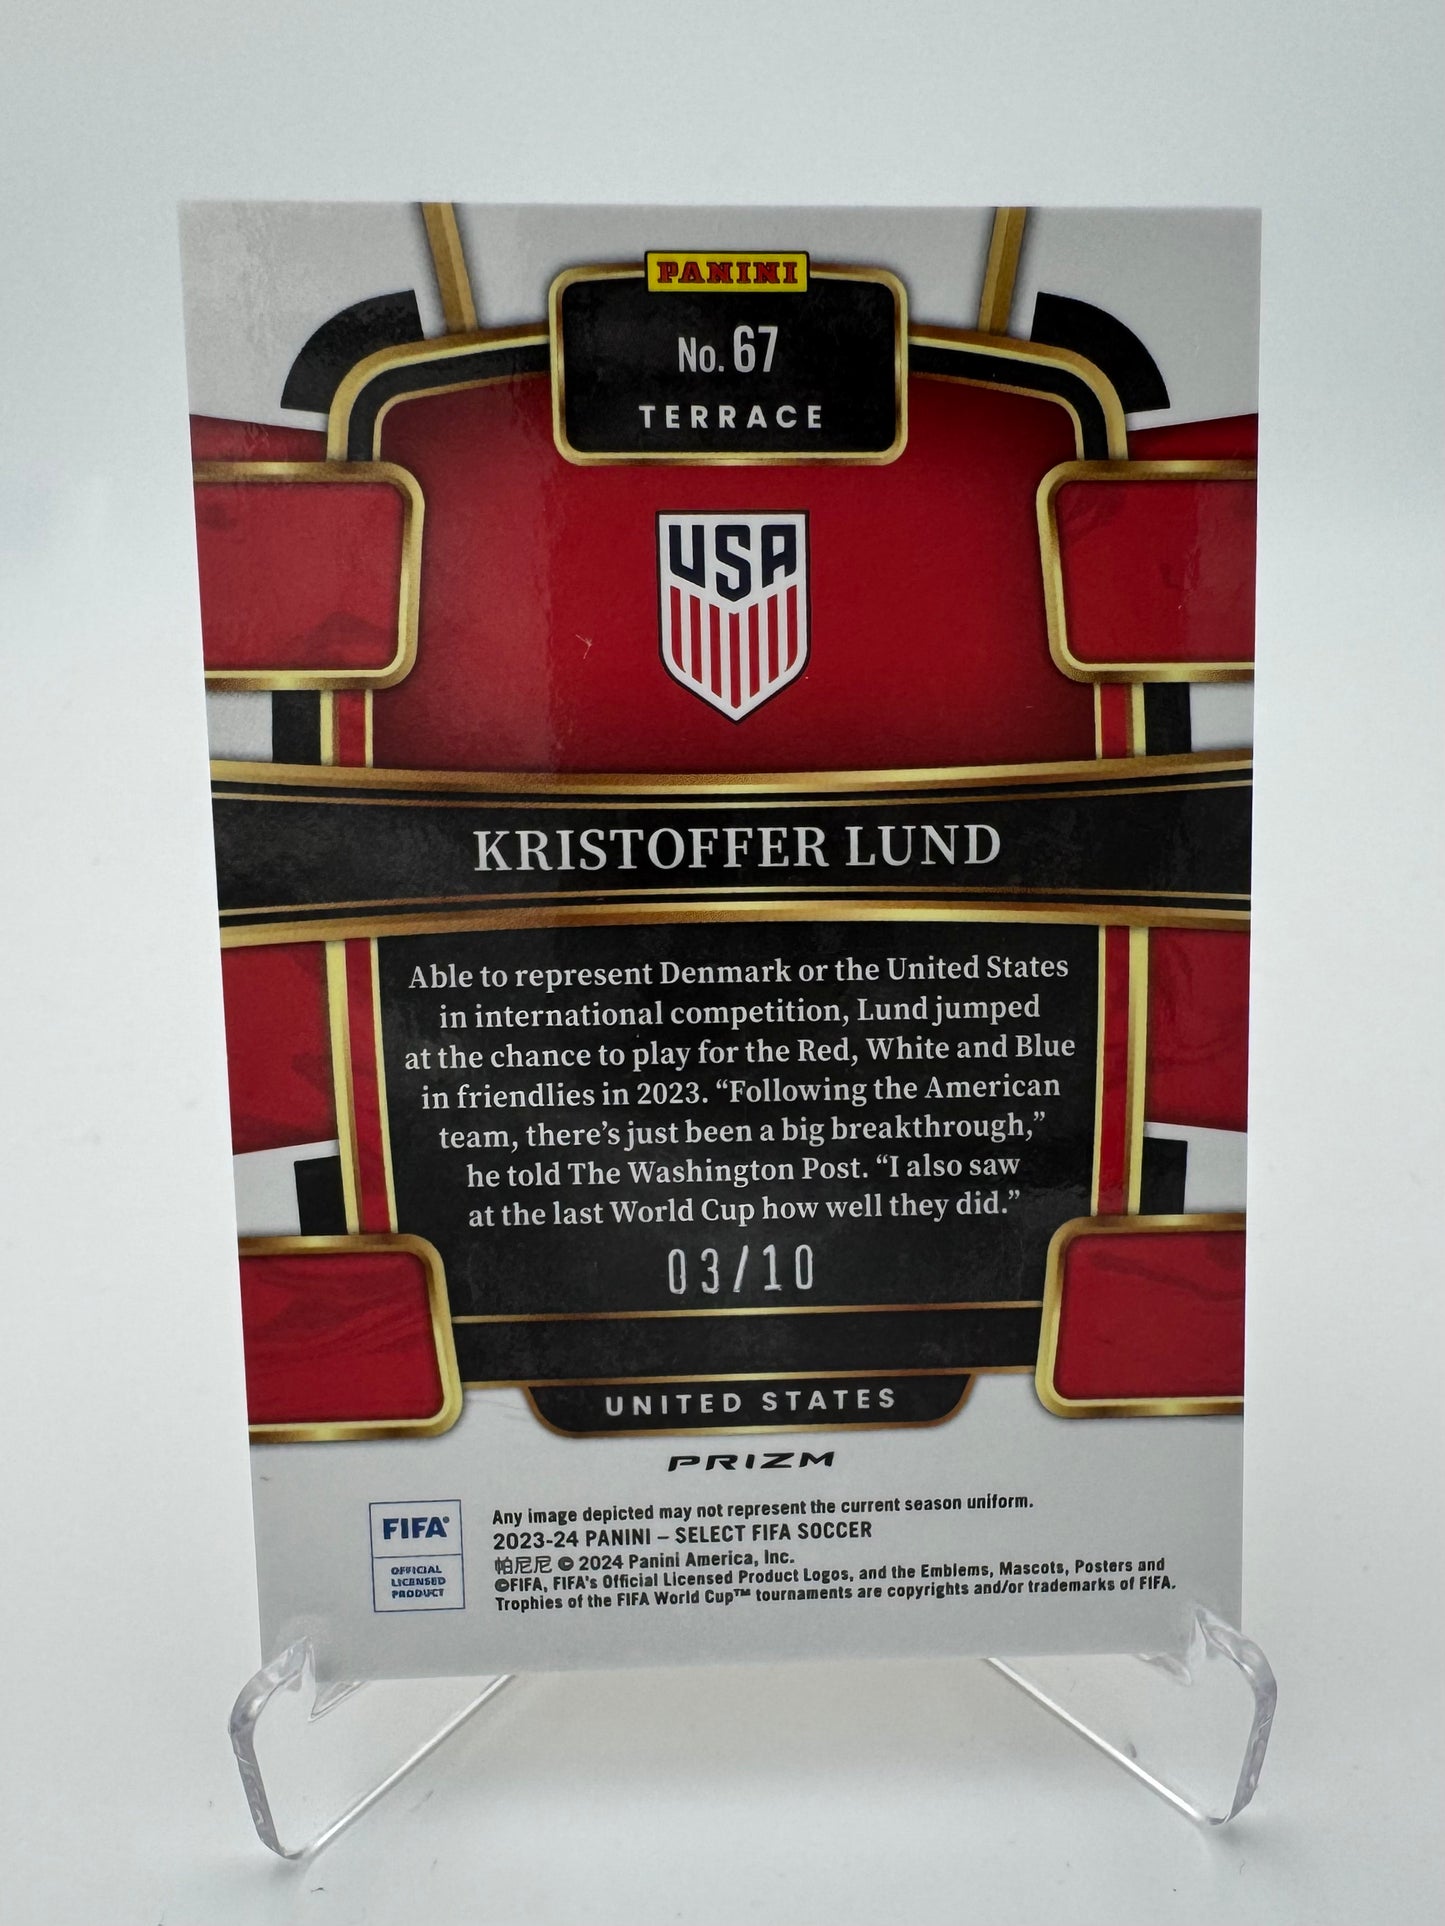 PANINI
No. 67
TERRACE
USA
KRISTOFFER LUND
Able to represent Denmark or the United States
in international competition, Lund jumped
at the chance to play for the Red, White and Blue
in friendlies in 2023. “Following the American
team, there’s just been a big breakthrough,”
he told The Washington Post. “I also saw
at the last World Cup how well they did.”
03/10
UNITED STATES
PRIZM
FIFA®
OFFICIAL
LICENSED
PRODUCT
Any image depicted may not represent the current season uniform.
2023-24 PANINI – SELECT FIFA SOCCER
帕尼尼 © 2024 Panini America, Inc.
©FIFA, FIFA's Official Licensed Product Logos, and the Emblems, Mascots, Posters and
Trophies of the FIFA World Cup™ tournaments are copyrights and/or trademarks of FIFA.